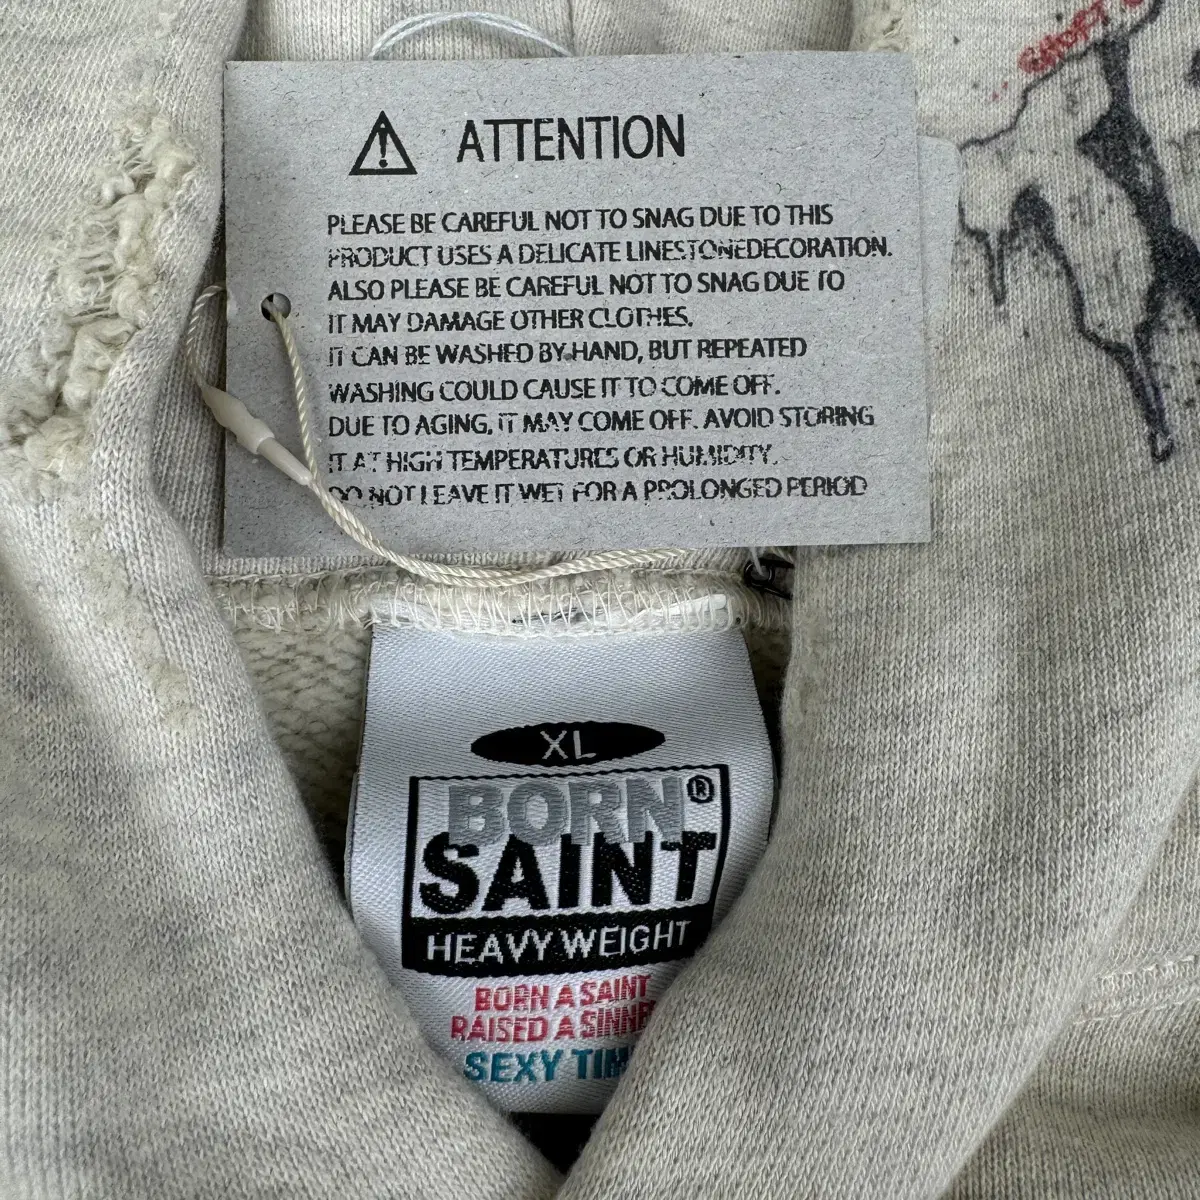 ATTENTION
PLEASE BE CAREFUL NOT TO SNAG DUE TO THIS
PRODUCT USES A DELICATE LINESTONEDECORATION.
ALSO PLEASE BE CAREFUL NOT TO SNAG DUE TO
IT MAY DAMAGE OTHER CLOTHES.
IT CAN BE WASHED BY HAND, BUT REPEATED
WASHING COULD CAUSE IT TO COME OFF.
DUE TO AGING, IT MAY COME OFF. AVOID STORING
IT AT HIGH TEMPERATURES OR HUMIDITY.
DO NOT LEAVE IT WET FOR A PROLONGED PERIOD
XL
BORN®
SAINT
HEAVY WEIGHT
BORN A SAINT
RAISED A SINNE
SEXY TIM